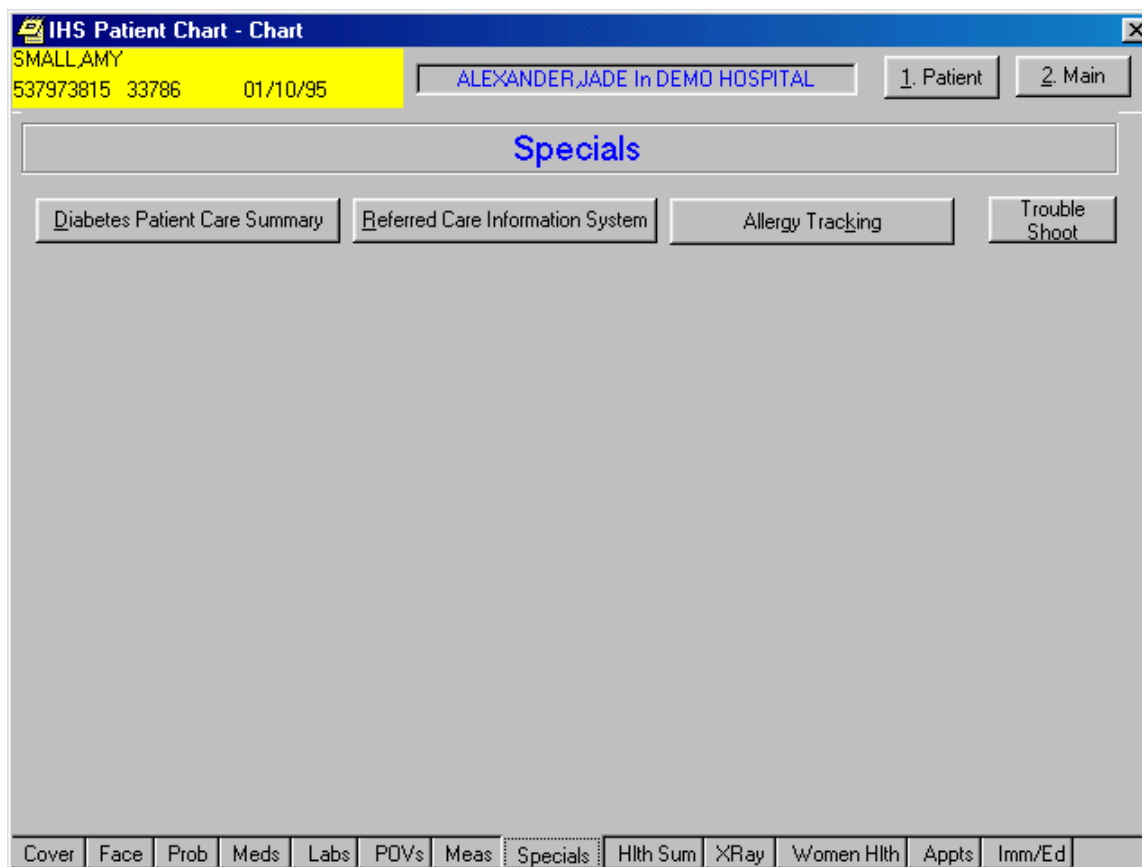 IHS Patient Chart - Chart
SMALL,AMY
537973815 33786 01/10/95
ALEXANDER,JADE In DEMO HOSPITAL
1. Patient
2. Main
Specials
Diabetes Patient Care Summary
Referred Care Information System
Allergy Tracking
Trouble
Shoot
Cover Face Prob Meds Labs POVs Meas Specials Hlth Sum XRay Women Hlth Appts Imm/Ed